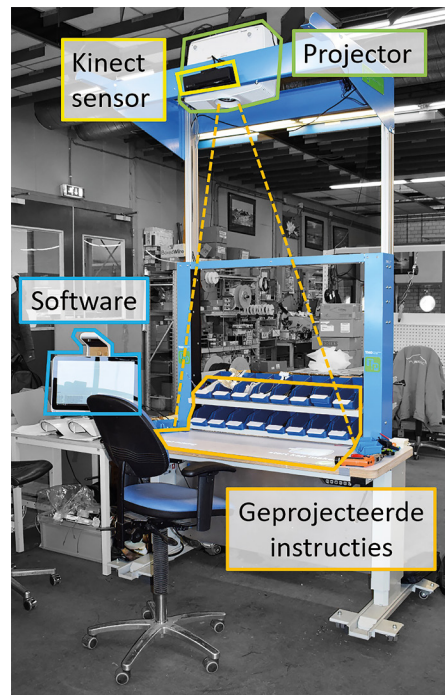 Kinect
sensor
Projector
Software
Geprojecteerde
instructies